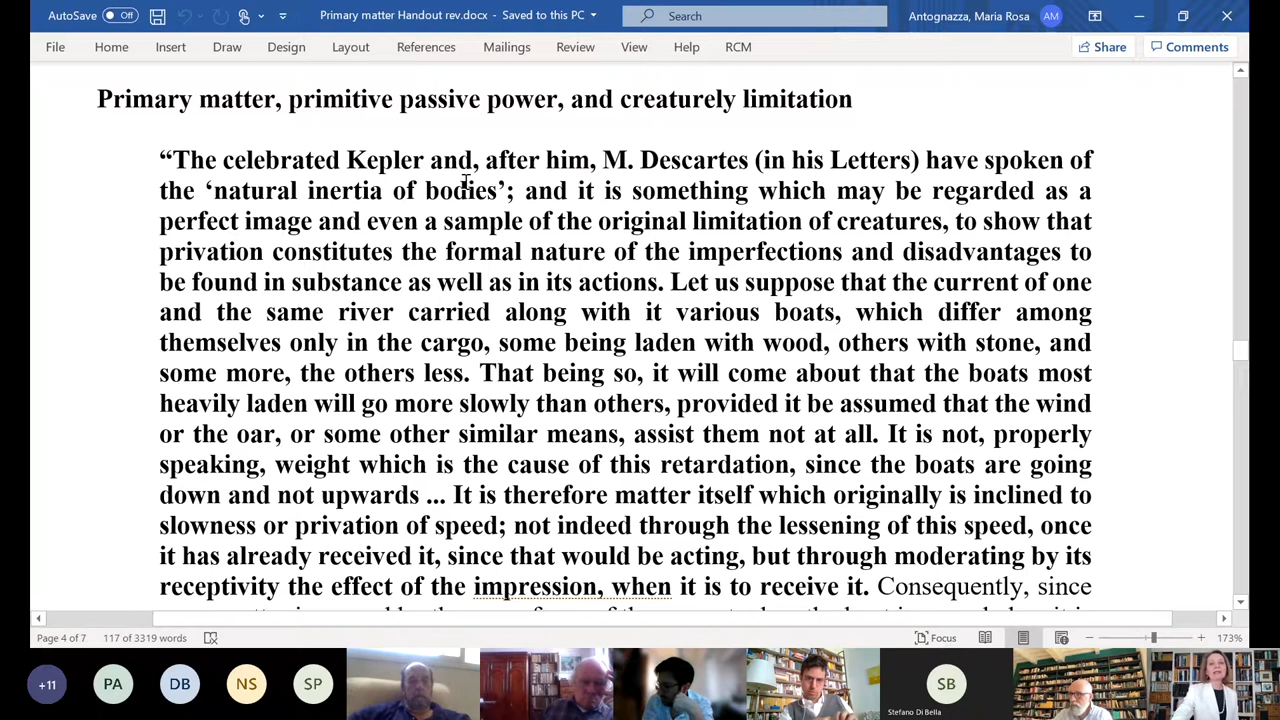 AutoSave Off Primary matter Handout rev.docx - Saved to this PC Search Antognazza, Maria Rosa AM
File Home Insert Draw Design Layout References Mailings Review View Help RCM Share Comments
Primary matter, primitive passive power, and creaturely limitation
“The celebrated Kepler and, after him, M. Descartes (in his Letters) have spoken of
the ‘natural inertia of bodies’; and it is something which may be regarded as a
perfect image and even a sample of the original limitation of creatures, to show that
privation constitutes the formal nature of the imperfections and disadvantages to
be found in substance as well as in its actions. Let us suppose that the current of one
and the same river carried along with it various boats, which differ among
themselves only in the cargo, some being laden with wood, others with stone, and
some more, the others less. That being so, it will come about that the boats most
heavily laden will go more slowly than others, provided it be assumed that the wind
or the oar, or some other similar means, assist them not at all. It is not, properly
speaking, weight which is the cause of this retardation, since the boats are going
down and not upwards ... It is therefore matter itself which originally is inclined to
slowness or privation of speed; not indeed through the lessening of this speed, once
it has already received it, since that would be acting, but through moderating by its
receptivity the effect of the impression, when it is to receive it. Consequently, since
Page 4 of 7 117 of 3319 words Focus 173%
+11 PA DB NS SP SB
Stefano Di Bella